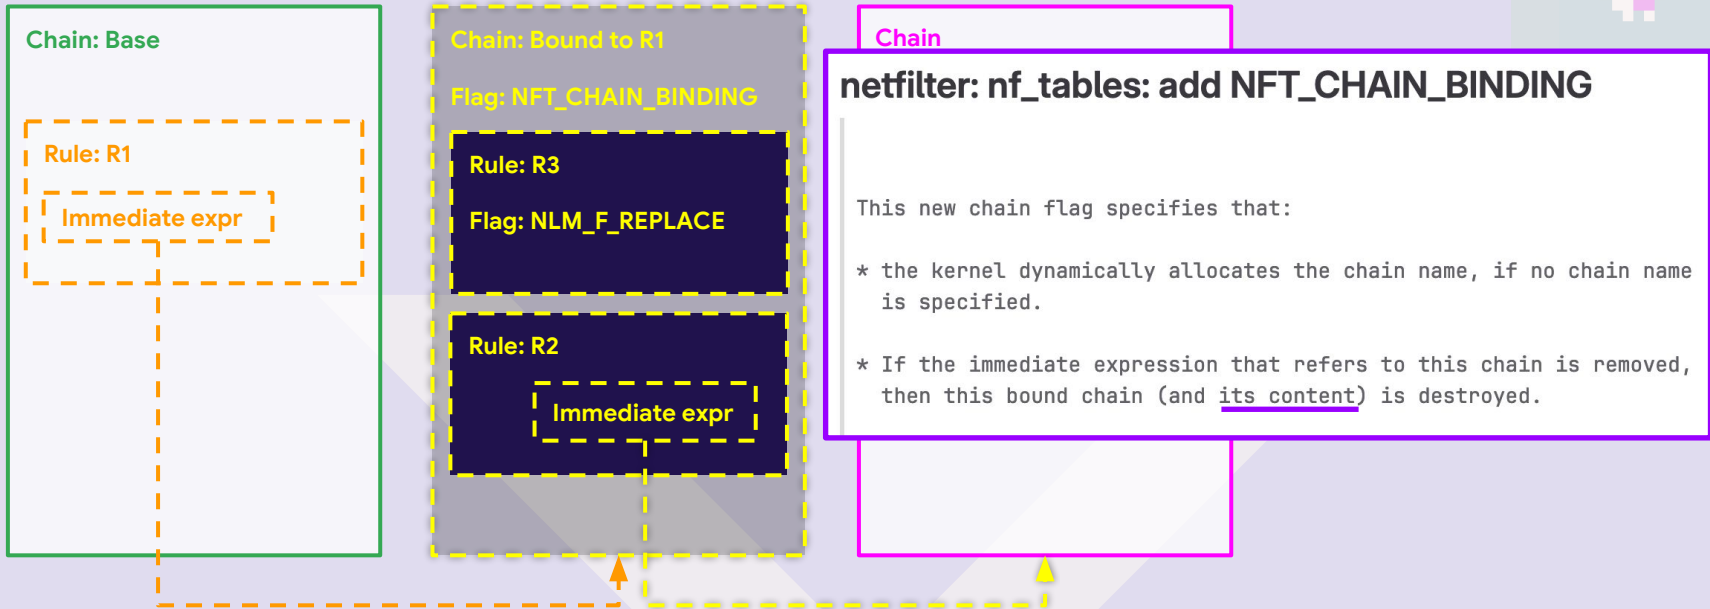 Chain: Base
Rule: R1
Immediate expr
Chain: Bound to R1
Flag: NFT_CHAIN_BINDING
Rule: R3
Flag: NLM_F_REPLACE
Rule: R2
Immediate expr
Chain
netfilter: nf_tables: add NFT_CHAIN_BINDING
This new chain flag specifies that:
* the kernel dynamically allocates the chain name, if no chain name
is specified.
* If the immediate expression that refers to this chain is removed,
then this bound chain (and its content) is destroyed.